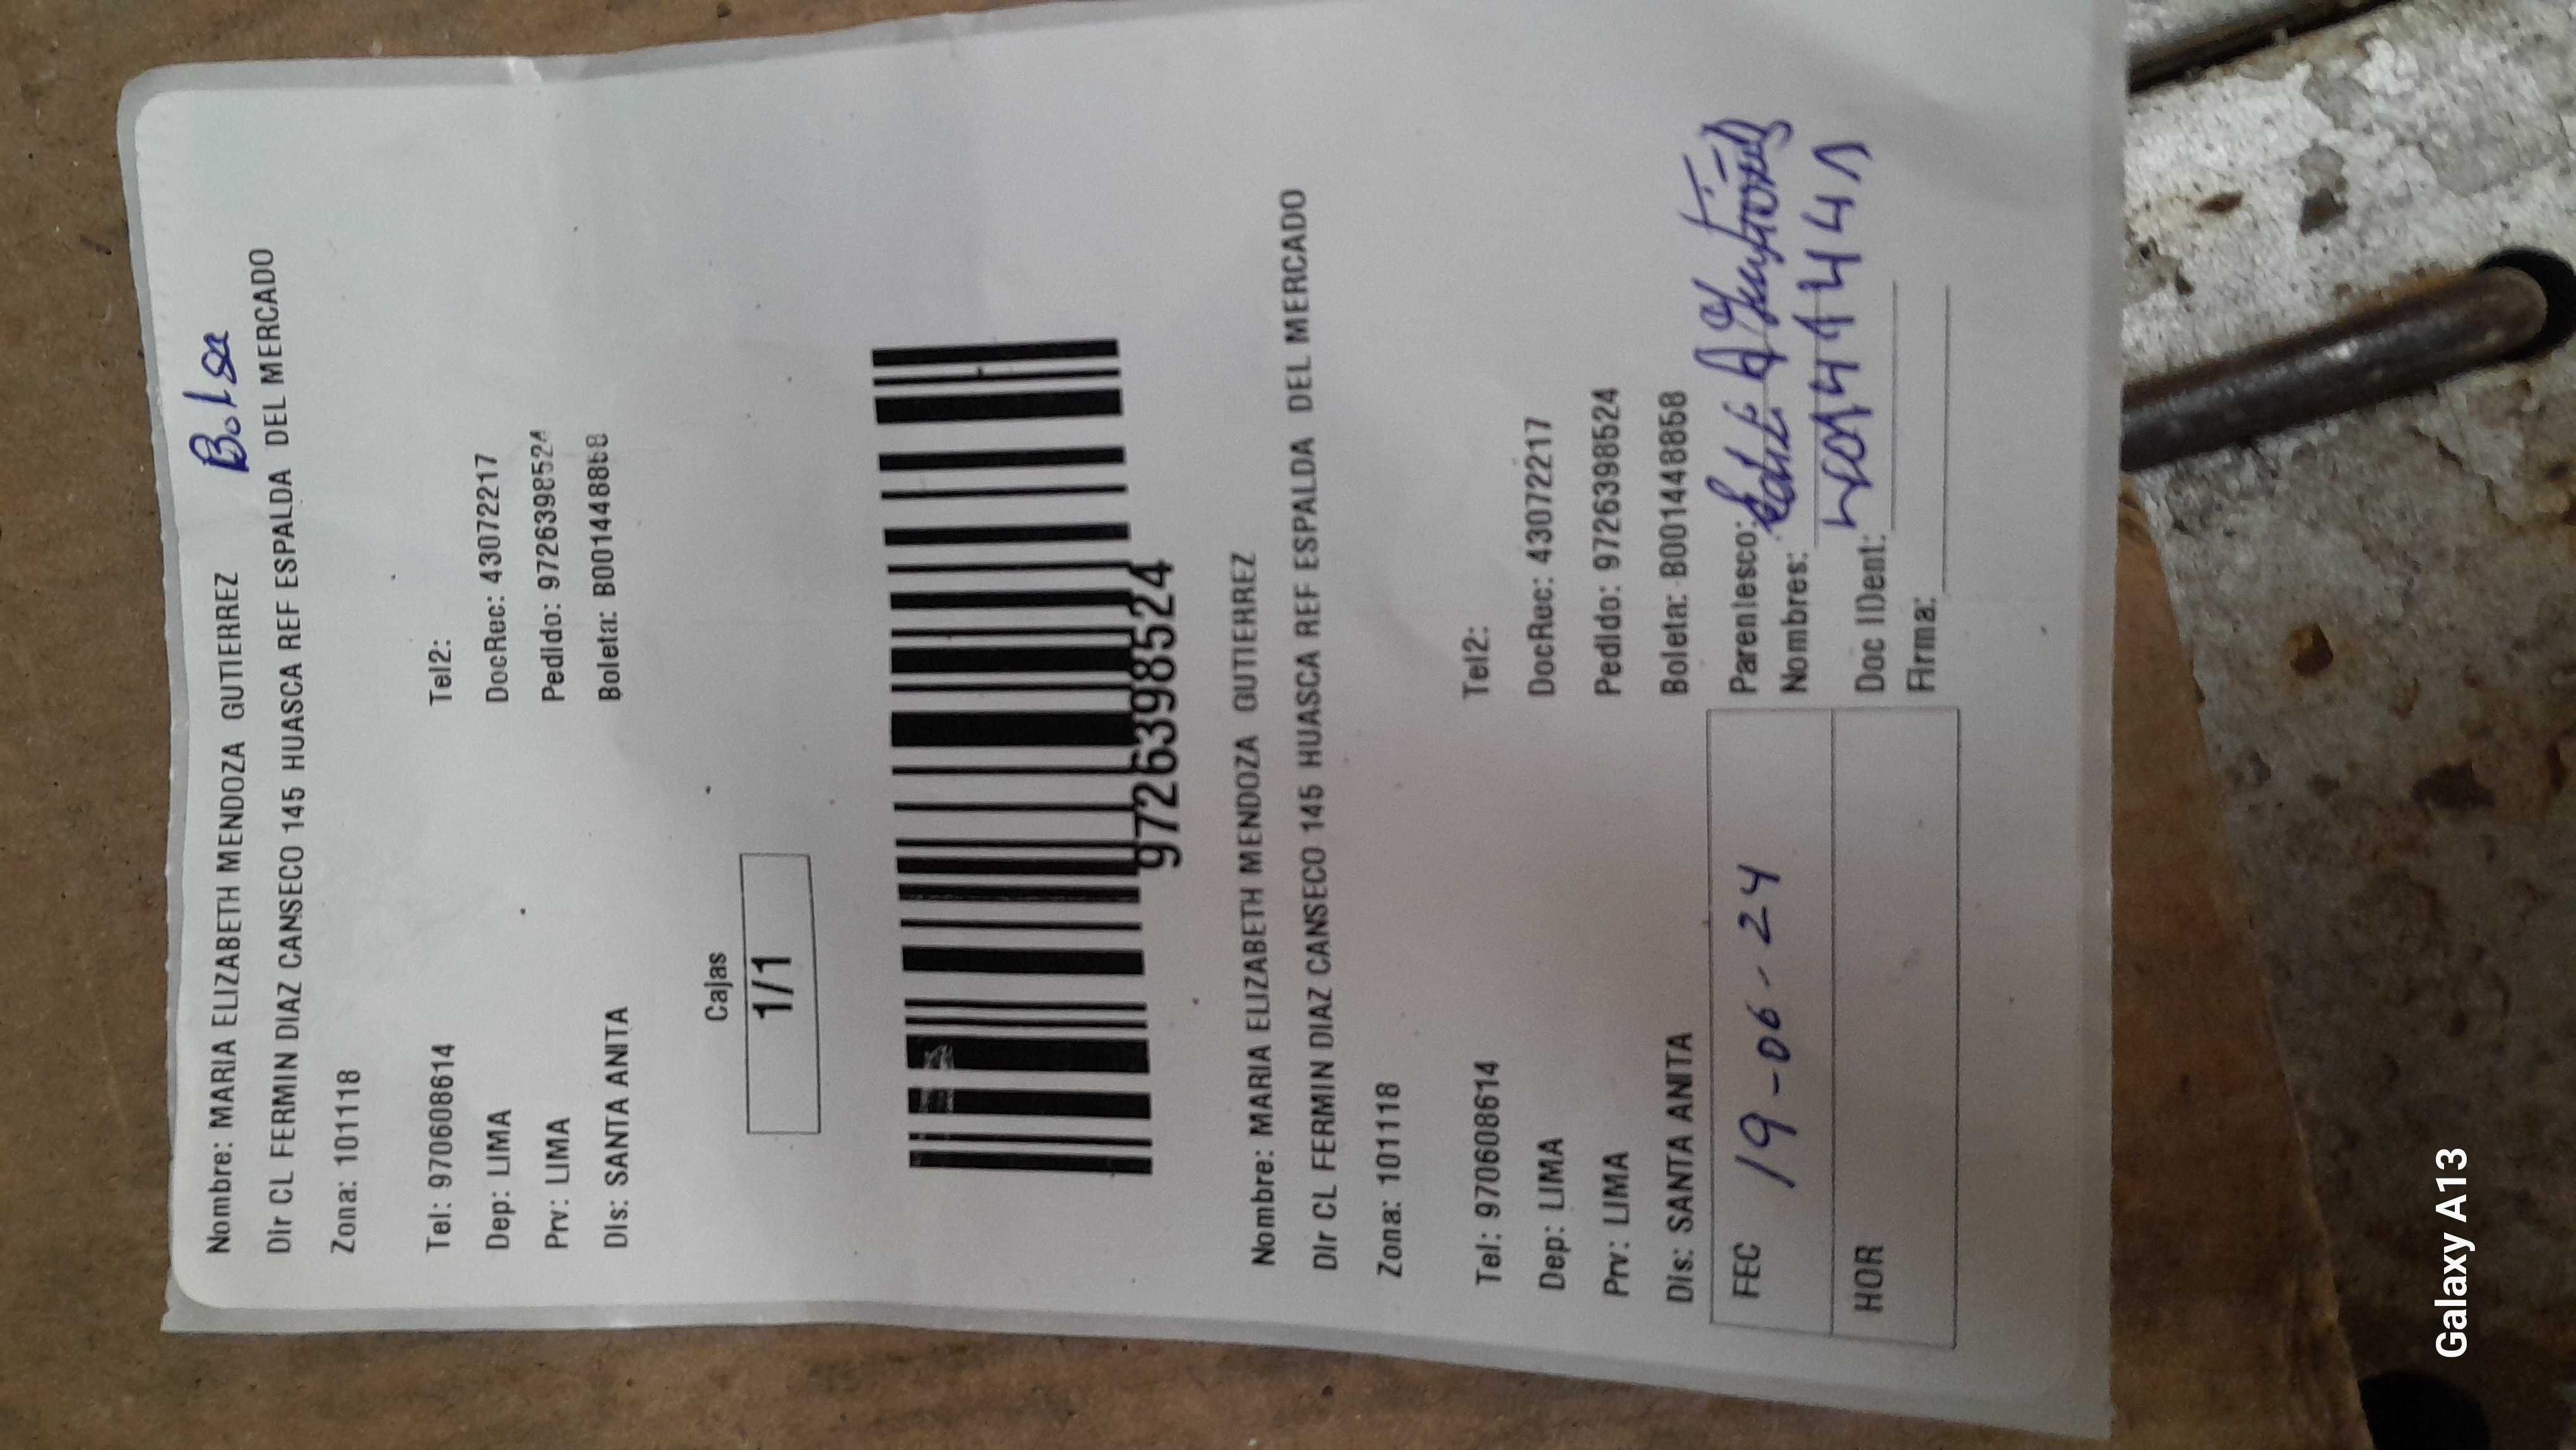 Bolsa
Nombre: MARIA ELIZABETH MENDOZA GUTIERREZ
Dir CL FERMIN DIAZ CANSECO 145 HUASCA REF ESPALDA DEL MERCADO
Zona: 101118
Tel: 970608614 Tel2:
Dep: LIMA DocRec: 43072217
Prv: LIMA Pedido: 9726398524
Dis: SANTA ANITA Boleta: B001448858
Cajas
1/1
9726398524
Nombre: MARIA ELIZABETH MENDOZA GUTIERREZ
Dir CL FERMIN DIAZ CANSECO 145 HUASCA REF ESPALDA DEL MERCADO
Zona: 101118
Tel: 970608614 Tel2:
Dep: LIMA DocRec: 43072217
Prv: LIMA Pedido: 9726398524
Dis: SANTA ANITA Boleta: B001448858
FEC 19-06-24 Parentesco:
Nombres:
HOR Doc IDent:
Firma:
Galaxy A13